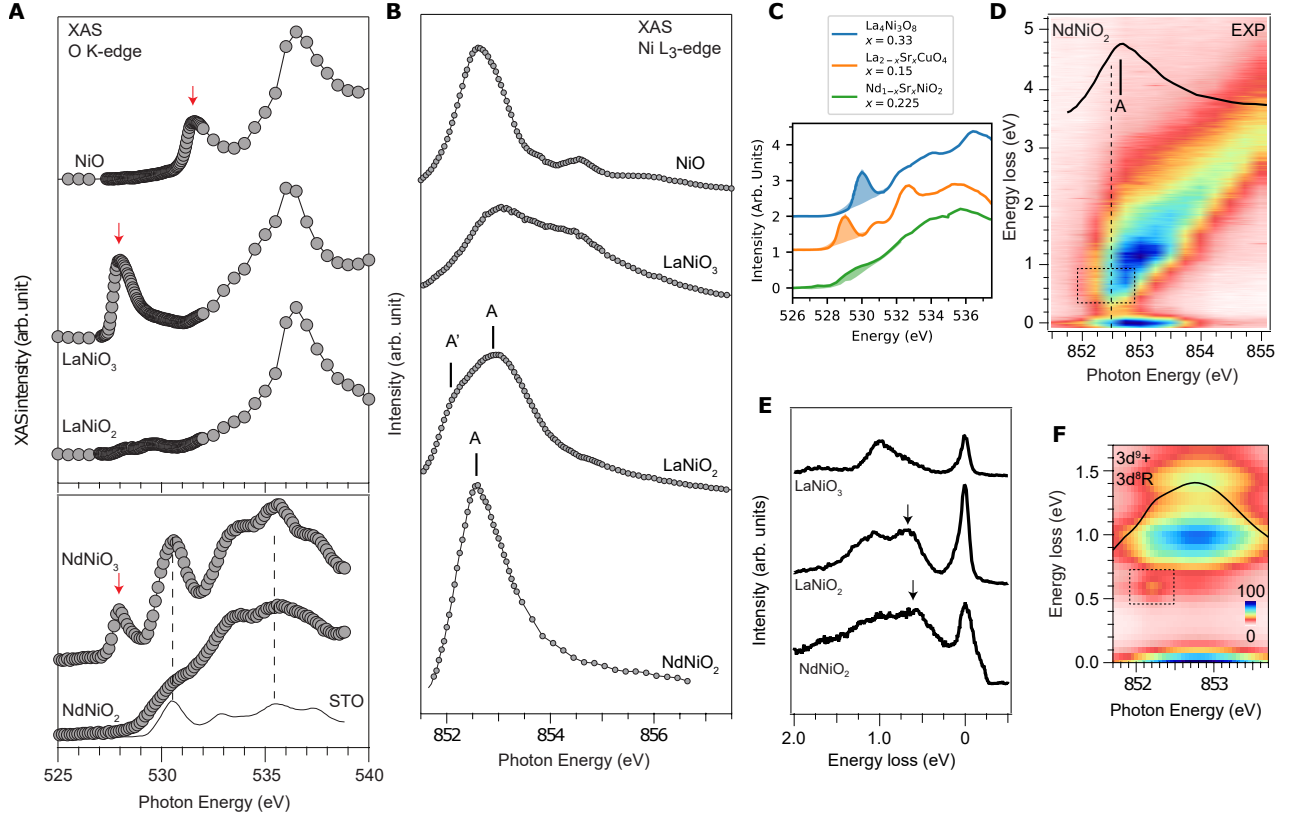 A
XAS
O K-edge
NiO
LaNiO3
LaNiO2
NdNiO3
NdNiO2
STO
XASintensity (arb. unit)
525
530
535
540
Photon Energy (eV)
B
XAS
Ni L3-edge
NiO
LaNiO3
A'
A
LaNiO2
A
NdNiO2
Intensity (arb. unit)
852
854
856
Photon Energy (eV)
C
La4Ni3O8
x = 0.33
La2−xSrxCuO4
x = 0.15
Nd1−xSrxNiO2
x = 0.225
Intensity (Arb. Units)
4
3
2
1
0
526 528 530 532 534 536
Energy (eV)
D
NdNiO2
EXP
A
Energy loss (eV)
5
4
3
2
1
0
852
853
854
855
Photon Energy (eV)
E
LaNiO3
LaNiO2
NdNiO2
Intensity (arb. units)
2.0
1.0
0
Energy loss (eV)
F
3d⁹+
3d⁸R
100
0
Energy loss (eV)
1.5
1.0
0.5
0.0
852
853
Photon Energy (eV)